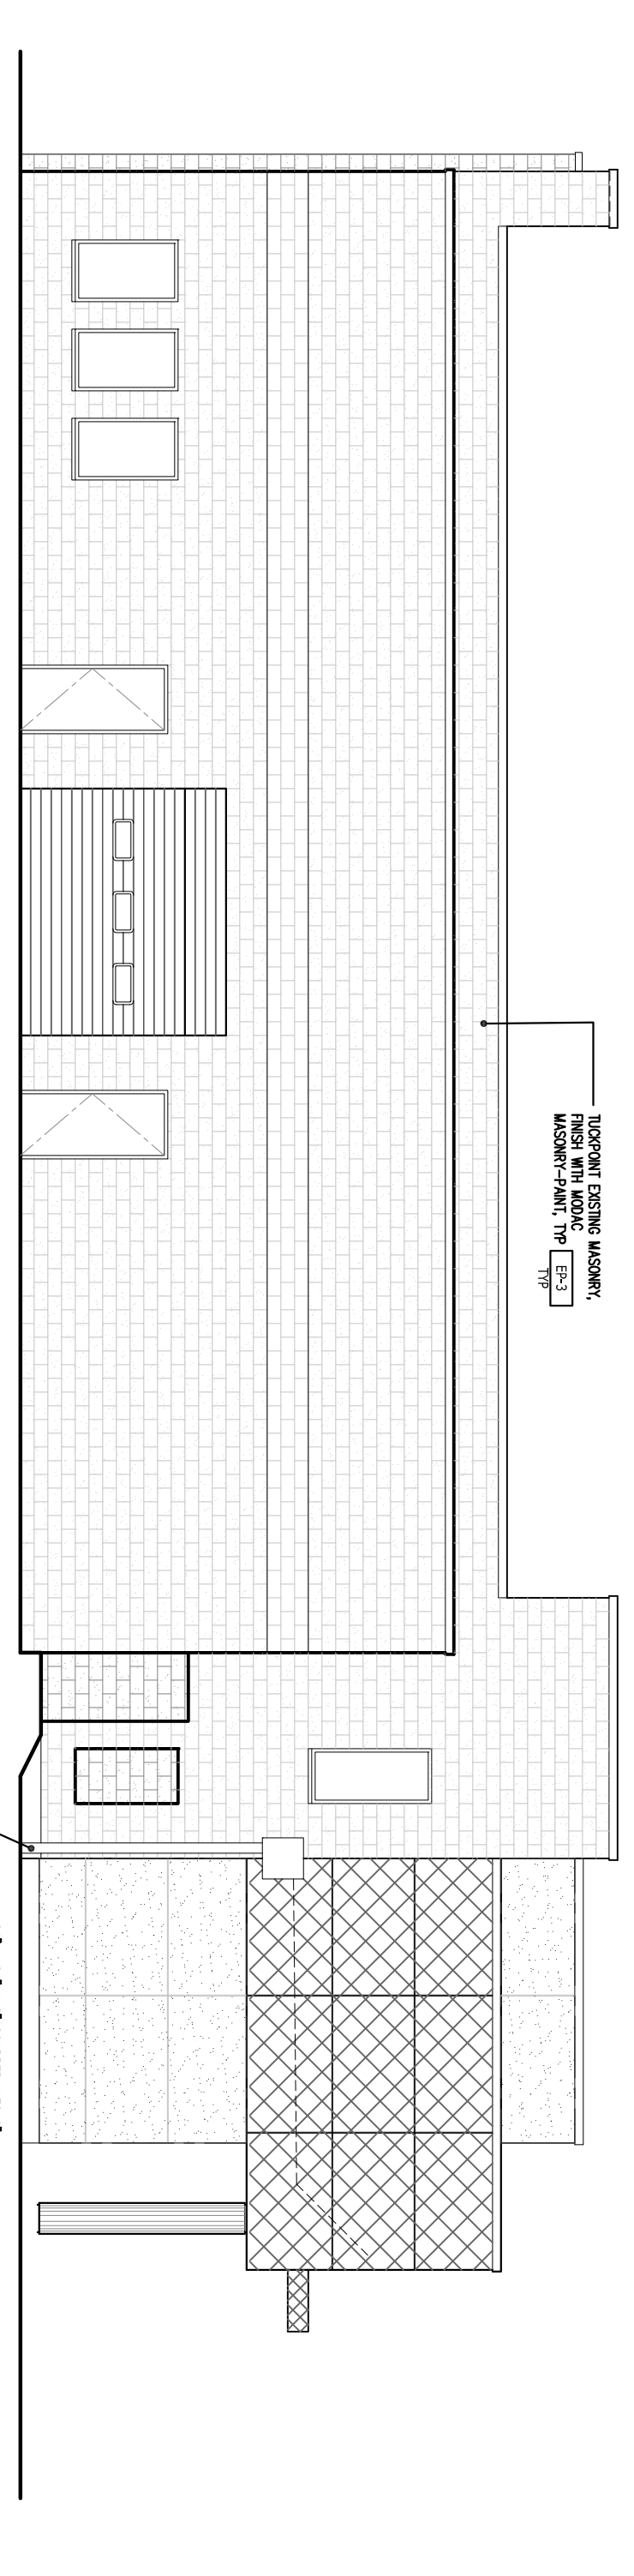 TUCKPOINT EXISTING MASONRY,
FINISH WITH MODAC
MASONRY-PAINT, TYP
EP-3
TYP